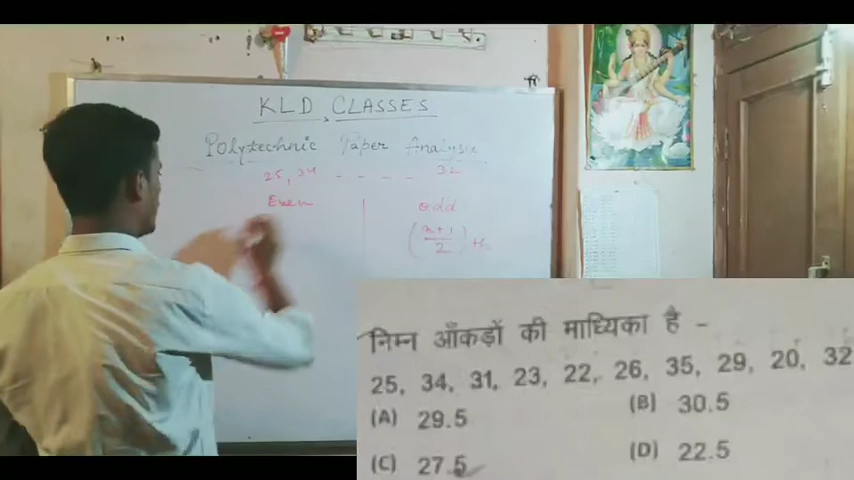 KLD CLASSES
Polytechnic Paper Analysis
25, 34 - - - - 32
Even
odd
(n+1/2)th
निम्न आँकड़ों की माध्यिका है -
25, 34, 31, 23, 22, 26, 35, 29, 20, 32
(A) 29.5 (B) 30.5
(C) 27.5 (D) 22.5